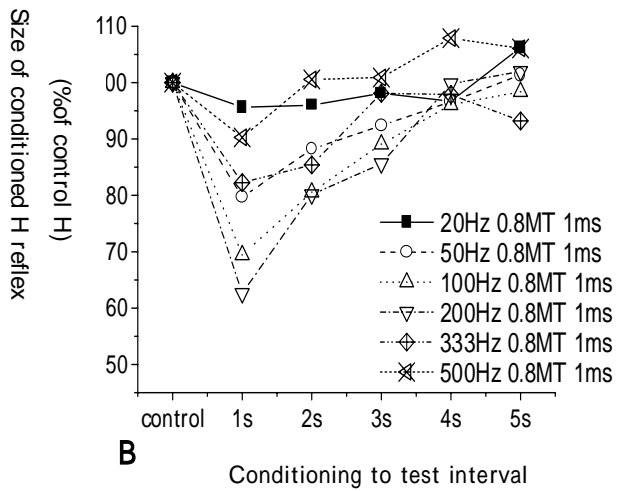 Size of conditioned H reflex
(%of control H)
110
00
90
80
70
60
50
20Hz 0.8MT 1ms
50Hz 0.8MT 1ms
100Hz 0.8MT 1ms
200Hz 0.8MT 1ms
333Hz 0.8MT 1ms
500Hz 0.8MT 1ms
control 1s 2s 3s 4s 5s
B
Conditioning to test interval